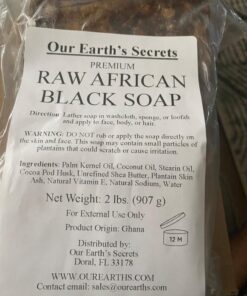 Our Earth's Secrets
PREMIUM
RAW AFRICAN
BLACK SOAP
Direction: Lather soap in washcloth, sponge, or loofah
and apply to face, body, or hair.
WARNING: DO NOT rub or apply the soap directly on
the skin and face. This soap may contain small particles of
plantains that could scratch or cause irritation.
Ingredients: Palm Kernel Oil, Coconut Oil, Stearin Oil,
Cocoa Pod Husk, Unrefined Shea Butter, Plantain Skin
Ash, Natural Vitamin E, Natural Sodium, Water
Net Weight: 2 lbs. (907 g)
For External Use Only
Product Origin: Ghana
12 M
Distributed by:
Our Earth's Secrets
Doral, FL 33178
WWW.OUREARTHS.COM
Contact email: sales@ourearths.com